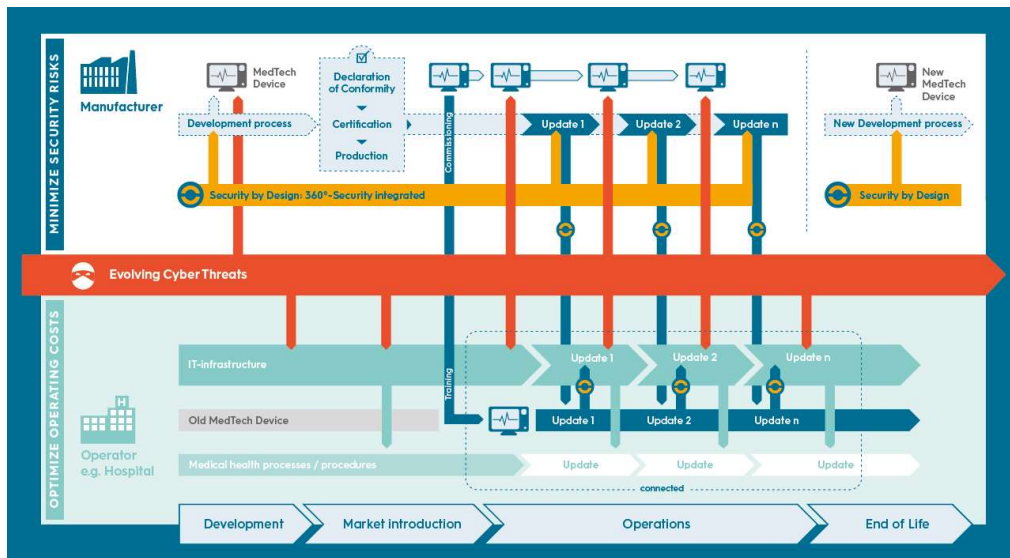 MINIMIZE SECURITY RISKS
Manufacturer
MedTech
Device
Declaration
of Conformity
Certification
Production
Commissioning
New
MedTech
Device
Development process
Update 1
Update 2
Update n
New Development process
Security by Design: 360°-Security integrated
Security by Design
Evolving Cyber Threats
OPTIMIZE OPERATING COSTS
H
Operator
e.g. Hospital
IT-infrastructure
Update 1
Update 2
Update n
Training
Old MedTech Device
Update 1
Update 2
Update n
Medical health processes / procedures
Update
Update
Update
connected
Development
Market introduction
Operations
End of Life